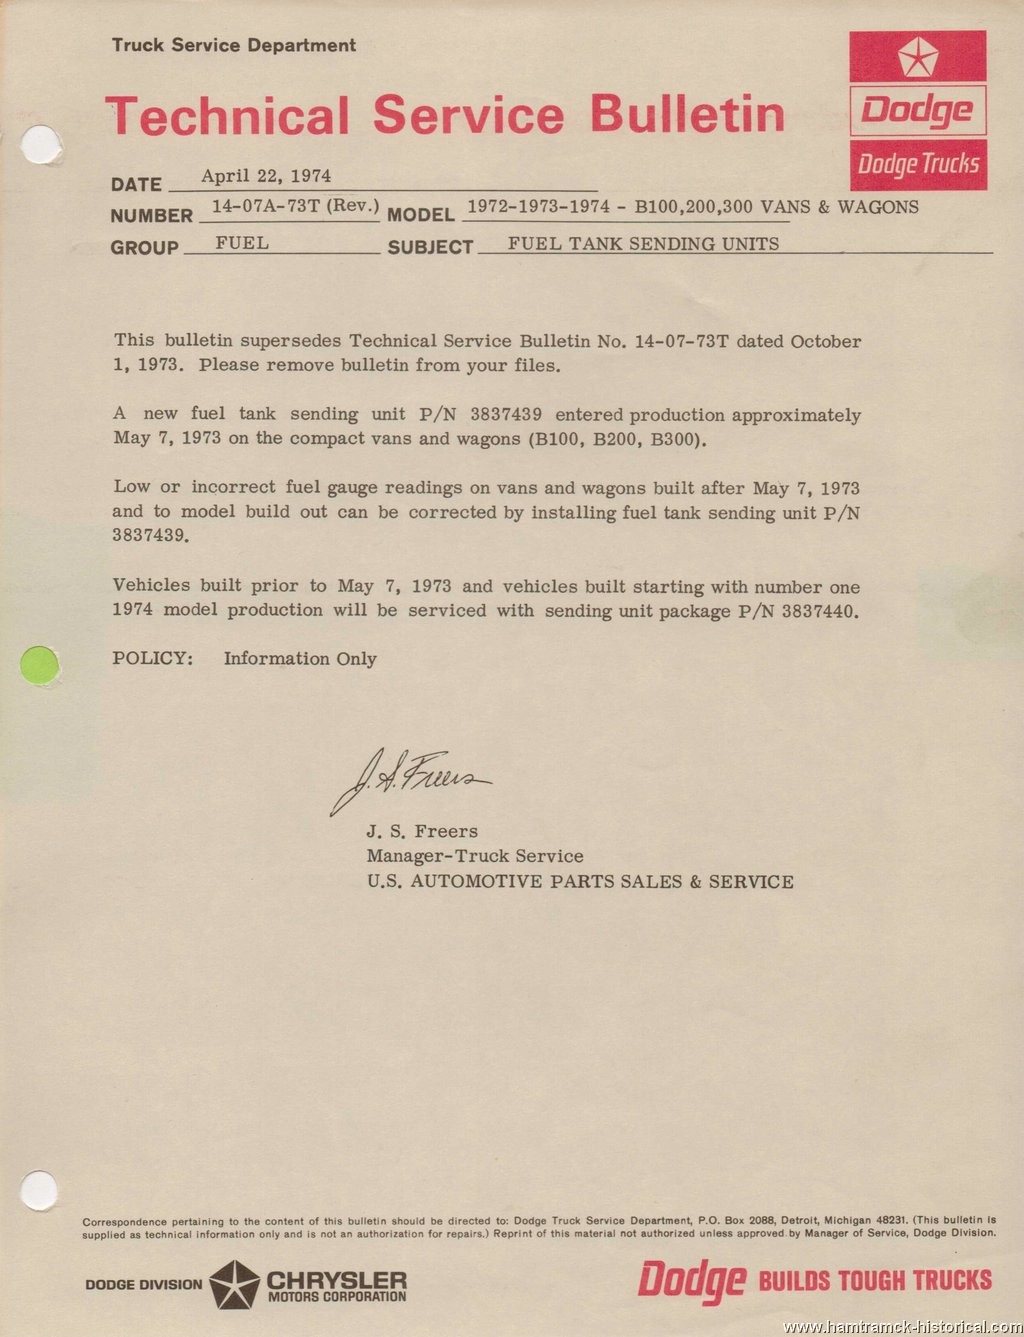 Truck Service Department
Technical Service Bulletin
Dodge
Dodge Trucks
DATE April 22, 1974
NUMBER 14-07A-73T (Rev.) MODEL 1972-1973-1974 - B100,200,300 VANS & WAGONS
GROUP FUEL SUBJECT FUEL TANK SENDING UNITS
This bulletin supersedes Technical Service Bulletin No. 14-07-73T dated October
1, 1973. Please remove bulletin from your files.
A new fuel tank sending unit P/N 3837439 entered production approximately
May 7, 1973 on the compact vans and wagons (B100, B200, B300).
Low or incorrect fuel gauge readings on vans and wagons built after May 7, 1973
and to model build out can be corrected by installing fuel tank sending unit P/N
3837439.
Vehicles built prior to May 7, 1973 and vehicles built starting with number one
1974 model production will be serviced with sending unit package P/N 3837440.
POLICY: Information Only
J. S. Freers
J. S. Freers
Manager-Truck Service
U.S. AUTOMOTIVE PARTS SALES & SERVICE
Correspondence pertaining to the content of this bulletin should be directed to: Dodge Truck Service Department, P.O. Box 2088, Detroit, Michigan 48231. (This bulletin is
supplied as technical information only and is not an authorization for repairs.) Reprint of this material not authorized unless approved by Manager of Service, Dodge Division.
DODGE DIVISION CHRYSLER
MOTORS CORPORATION
Dodge BUILDS TOUGH TRUCKS
www.hamtramck-historical.com